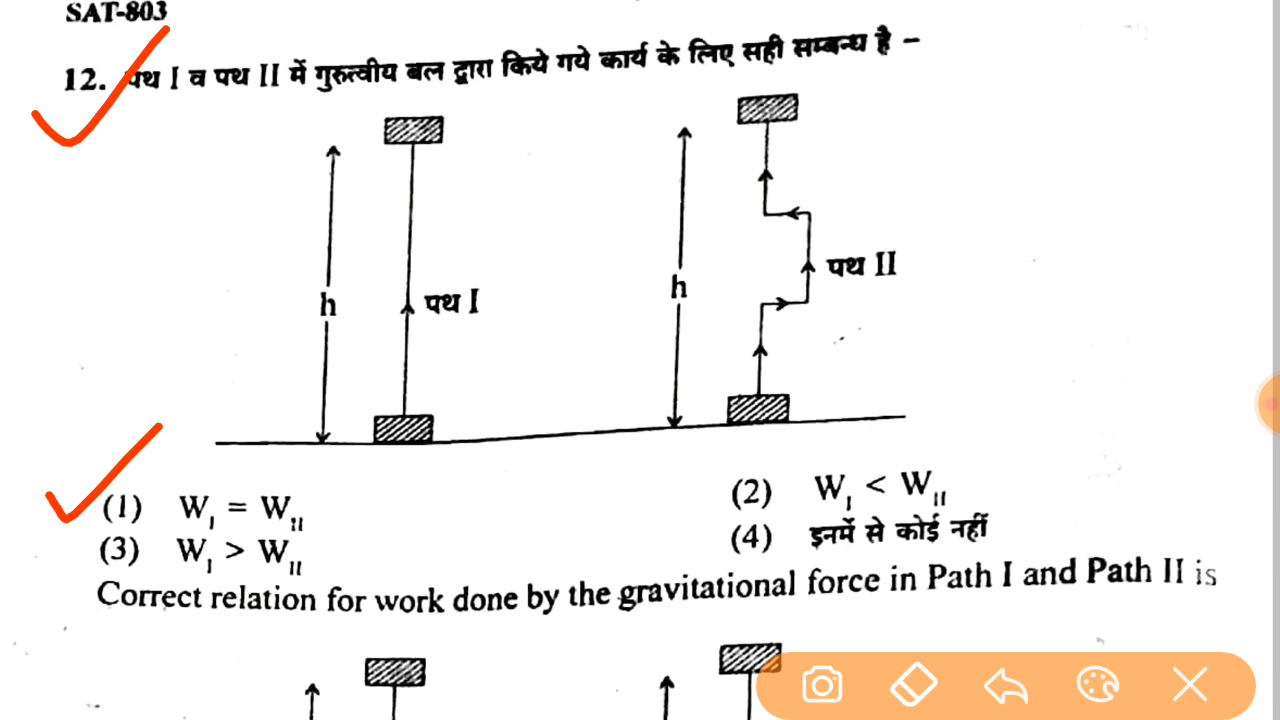 SAT-803
12. पथ I व पथ II में गुरुत्वीय बल द्वारा किये गये कार्य के लिए सही सम्बन्ध है –
h
पथ I
h
पथ II
(1) W_I = W_II
(2) W_I < W_II
(3) W_I > W_II
(4) इनमें से कोई नहीं
Correct relation for work done by the gravitational force in Path I and Path II is